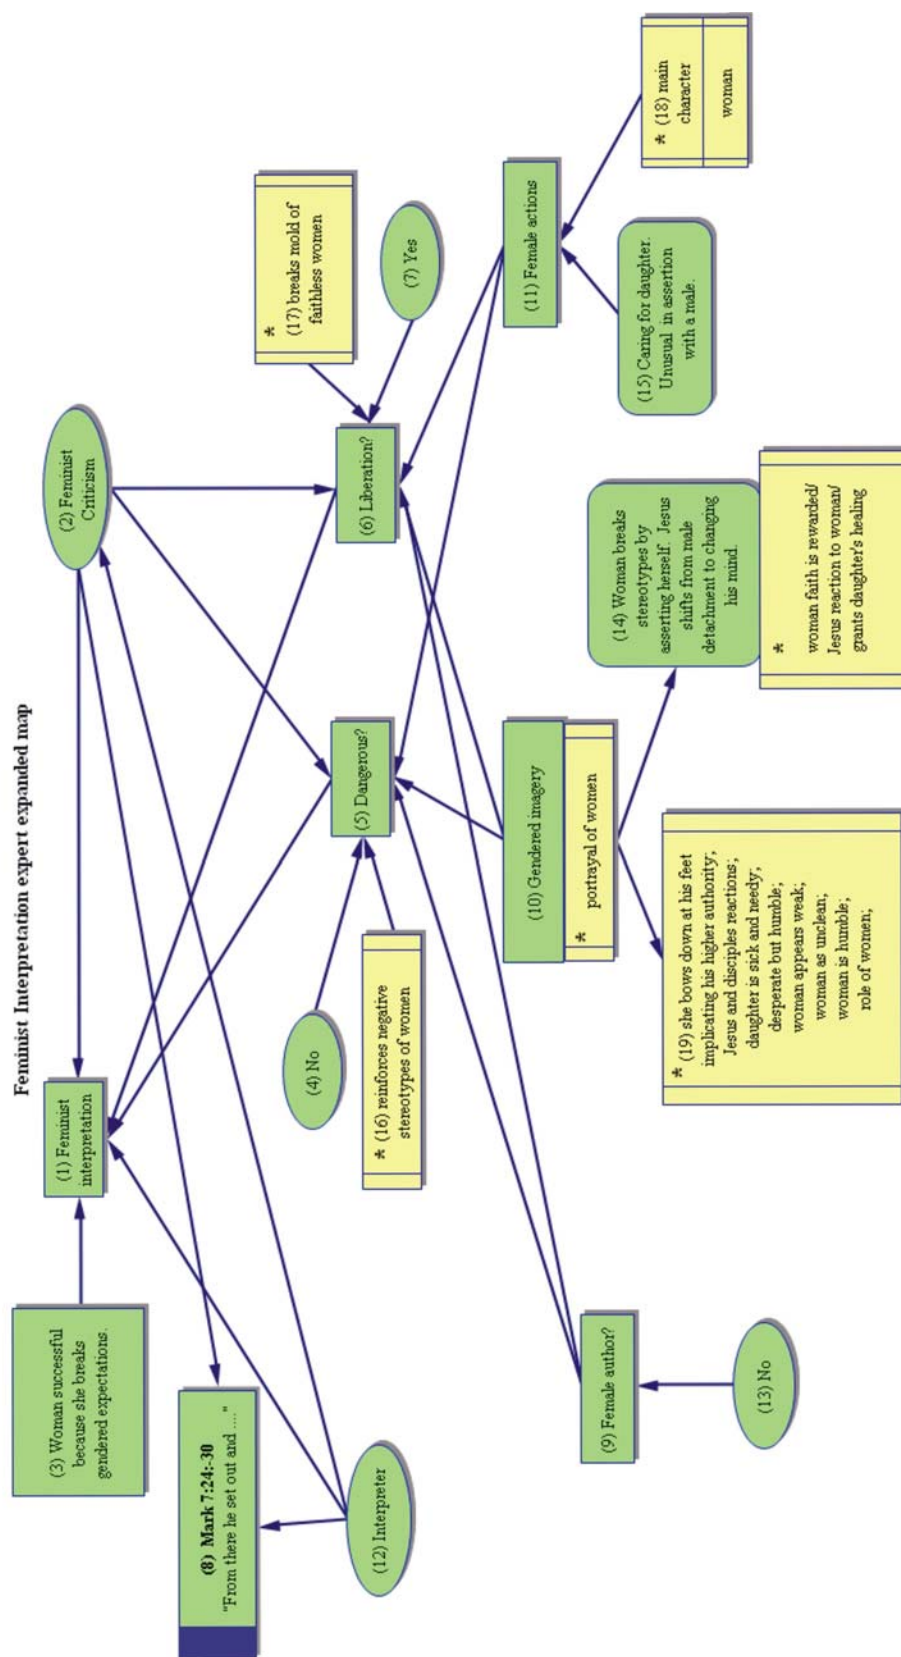 Feminist Interpretation expert expanded map
(3) Woman successful
because she breaks
gendered expectations.
(1) Feminist
interpretation
(2) Feminist
Criticism
(8) Mark 7:24:-30
"From there he set out and ...."
(12) Interpreter
(4) No
* (16) reinforces negative
stereotypes of women
(5) Dangerous?
(6) Liberation?
*
(17) breaks mold of
faithless women
(7) Yes
(9) Female author?
(13) No
(10) Gendered imagery
*
portrayal of women
(11) Female actions
* (19) she bows down at his feet
implicating his higher authority;
Jesus and disciples reactions;
daughter is sick and needy;
desperate but humble;
woman appears weak;
woman as unclean;
woman is humble;
role of women;
(14) Woman breaks
stereotypes by
asserting herself. Jesus
shifts from male
detachment to changing
his mind.
*
woman faith is rewarded/
Jesus reaction to woman/
grants daughter's healing
(15) Caring for daughter.
Unusual in assertion
with a male.
* (18) main
character
woman